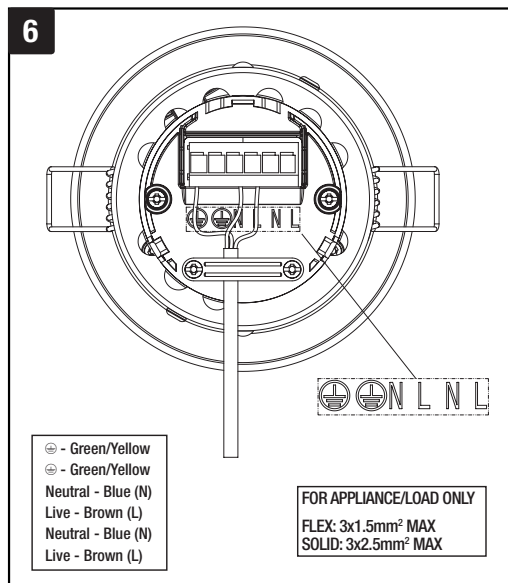 6
N L N L
N L N L
⏚ - Green/Yellow
⏚ - Green/Yellow
Neutral - Blue (N)
Live - Brown (L)
Neutral - Blue (N)
Live - Brown (L)
FOR APPLIANCE/LOAD ONLY
FLEX: 3x1.5mm² MAX
SOLID: 3x2.5mm² MAX